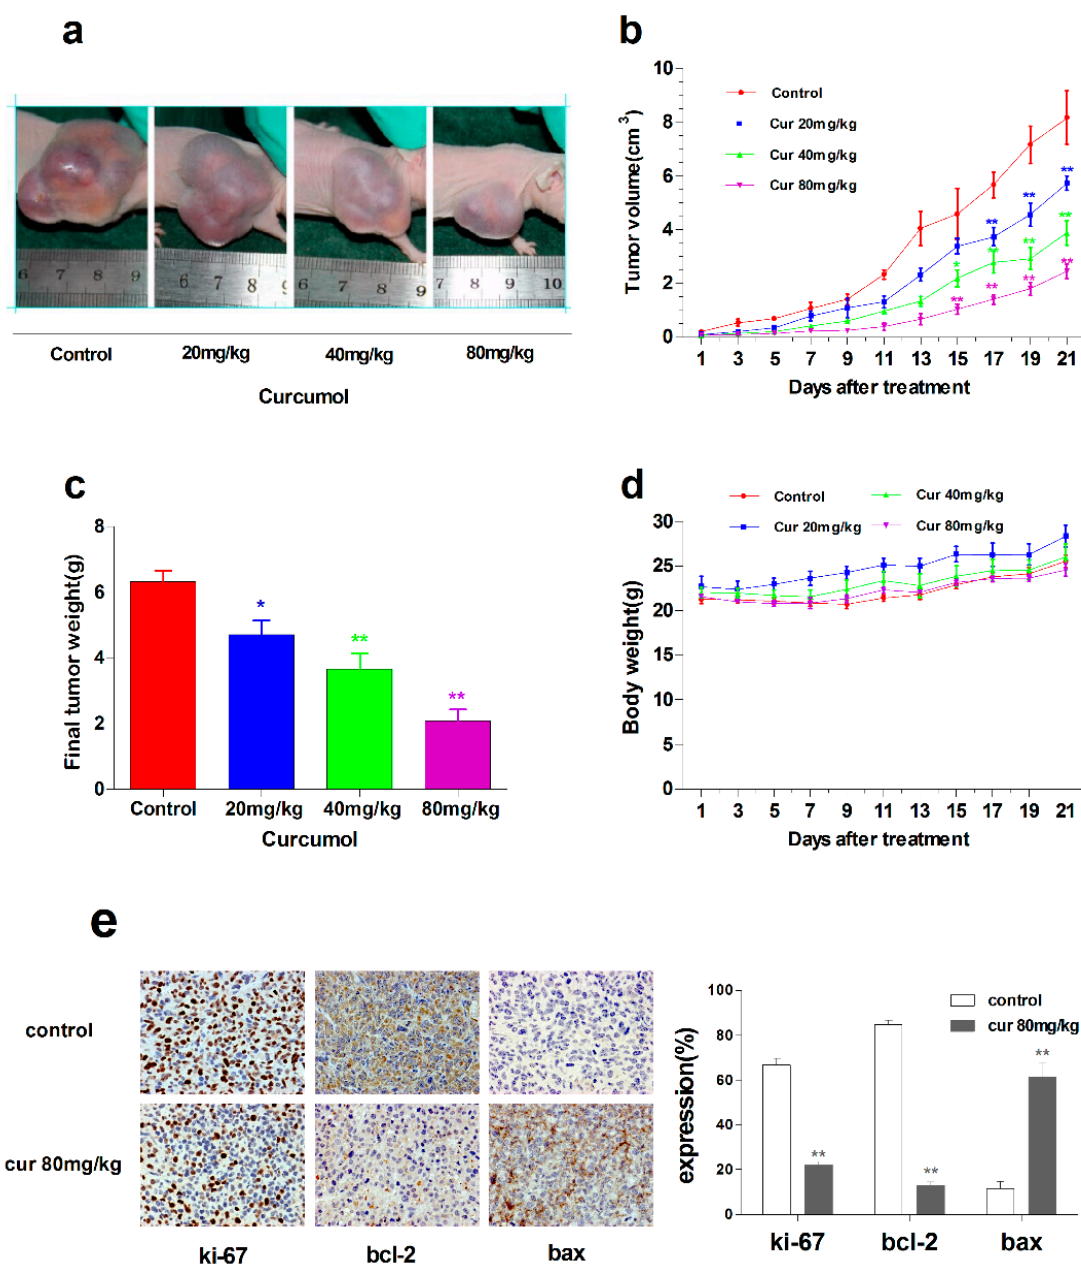 a
6 7 8 9
6 7 8 9
6 7 8 9
7 8 9 10
Control
20mg/kg
40mg/kg
80mg/kg
Curcumol
b
Control
Cur 20mg/kg
Cur 40mg/kg
Cur 80mg/kg
Tumor volume(cm³)
10
8
6
4
2
0
** ** **
* ** ** **
** ** ** **
1 3 5 7 9 11 13 15 17 19 21
Days after treatment
c
Final tumor weight(g)
8
6
4
2
0
*
**
**
Control 20mg/kg 40mg/kg 80mg/kg
Curcumol
d
Control
Cur 20mg/kg
Cur 40mg/kg
Cur 80mg/kg
Body weight(g)
30
25
20
15
10
5
0
1 3 5 7 9 11 13 15 17 19 21
Days after treatment
e
control
cur 80mg/kg
ki-67
bcl-2
bax
expression(%)
100
80
60
40
20
0
control
cur 80mg/kg
**
**
**
ki-67 bcl-2 bax